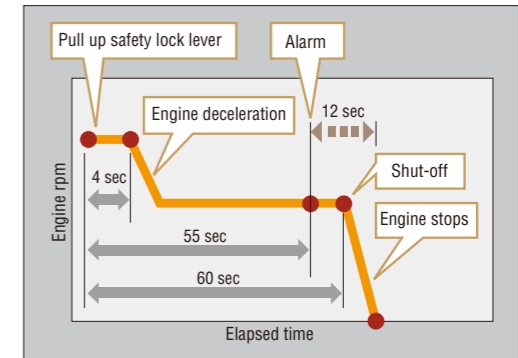 Pull up safety lock lever
Alarm
Engine deceleration
12 sec
4 sec
Shut-off
Engine stops
55 sec
60 sec
Engine rpm
Elapsed time